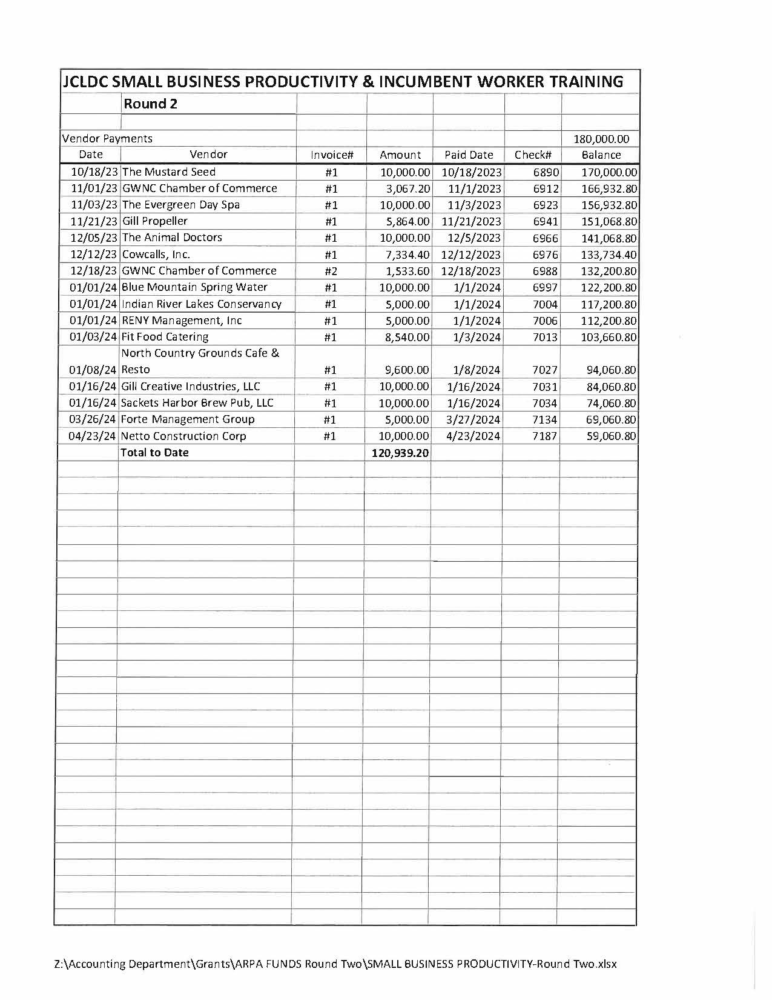 JCLDC SMALL BUSINESS PRODUCTIVITY & INCUMBENT WORKER TRAINING
Round 2
Vendor Payments 180,000.00
Date Vendor Invoice# Amount Paid Date Check# Balance
10/18/23 The Mustard Seed #1 10,000.00 10/18/2023 6890 170,000.00
11/01/23 GWNC Chamber of Commerce #1 3,067.20 11/1/2023 6912 166,932.80
11/03/23 The Evergreen Day Spa #1 10,000.00 11/3/2023 6923 156,932.80
11/21/23 Gill Propeller #1 5,864.00 11/21/2023 6941 151,068.80
12/05/23 The Animal Doctors #1 10,000.00 12/5/2023 6966 141,068.80
12/12/23 Cowcalls, Inc. #1 7,334.40 12/12/2023 6976 133,734.40
12/18/23 GWNC Chamber of Commerce #2 1,533.60 12/18/2023 6988 132,200.80
01/01/24 Blue Mountain Spring Water #1 10,000.00 1/1/2024 6997 122,200.80
01/01/24 Indian River Lakes Conservancy #1 5,000.00 1/1/2024 7004 117,200.80
01/01/24 RENY Management, Inc #1 5,000.00 1/1/2024 7006 112,200.80
01/03/24 Fit Food Catering #1 8,540.00 1/3/2024 7013 103,660.80
North Country Grounds Cafe &
01/08/24 Resto #1 9,600.00 1/8/2024 7027 94,060.80
01/16/24 Gill Creative Industries, LLC #1 10,000.00 1/16/2024 7031 84,060.80
01/16/24 Sackets Harbor Brew Pub, LLC #1 10,000.00 1/16/2024 7034 74,060.80
03/26/24 Forte Management Group #1 5,000.00 3/27/2024 7134 69,060.80
04/23/24 Netto Construction Corp #1 10,000.00 4/23/2024 7187 59,060.80
Total to Date 120,939.20
Z:\Accounting Department\Grants\ARPA FUNDS Round Two\SMALL BUSINESS PRODUCTIVITY-Round Two.xlsx